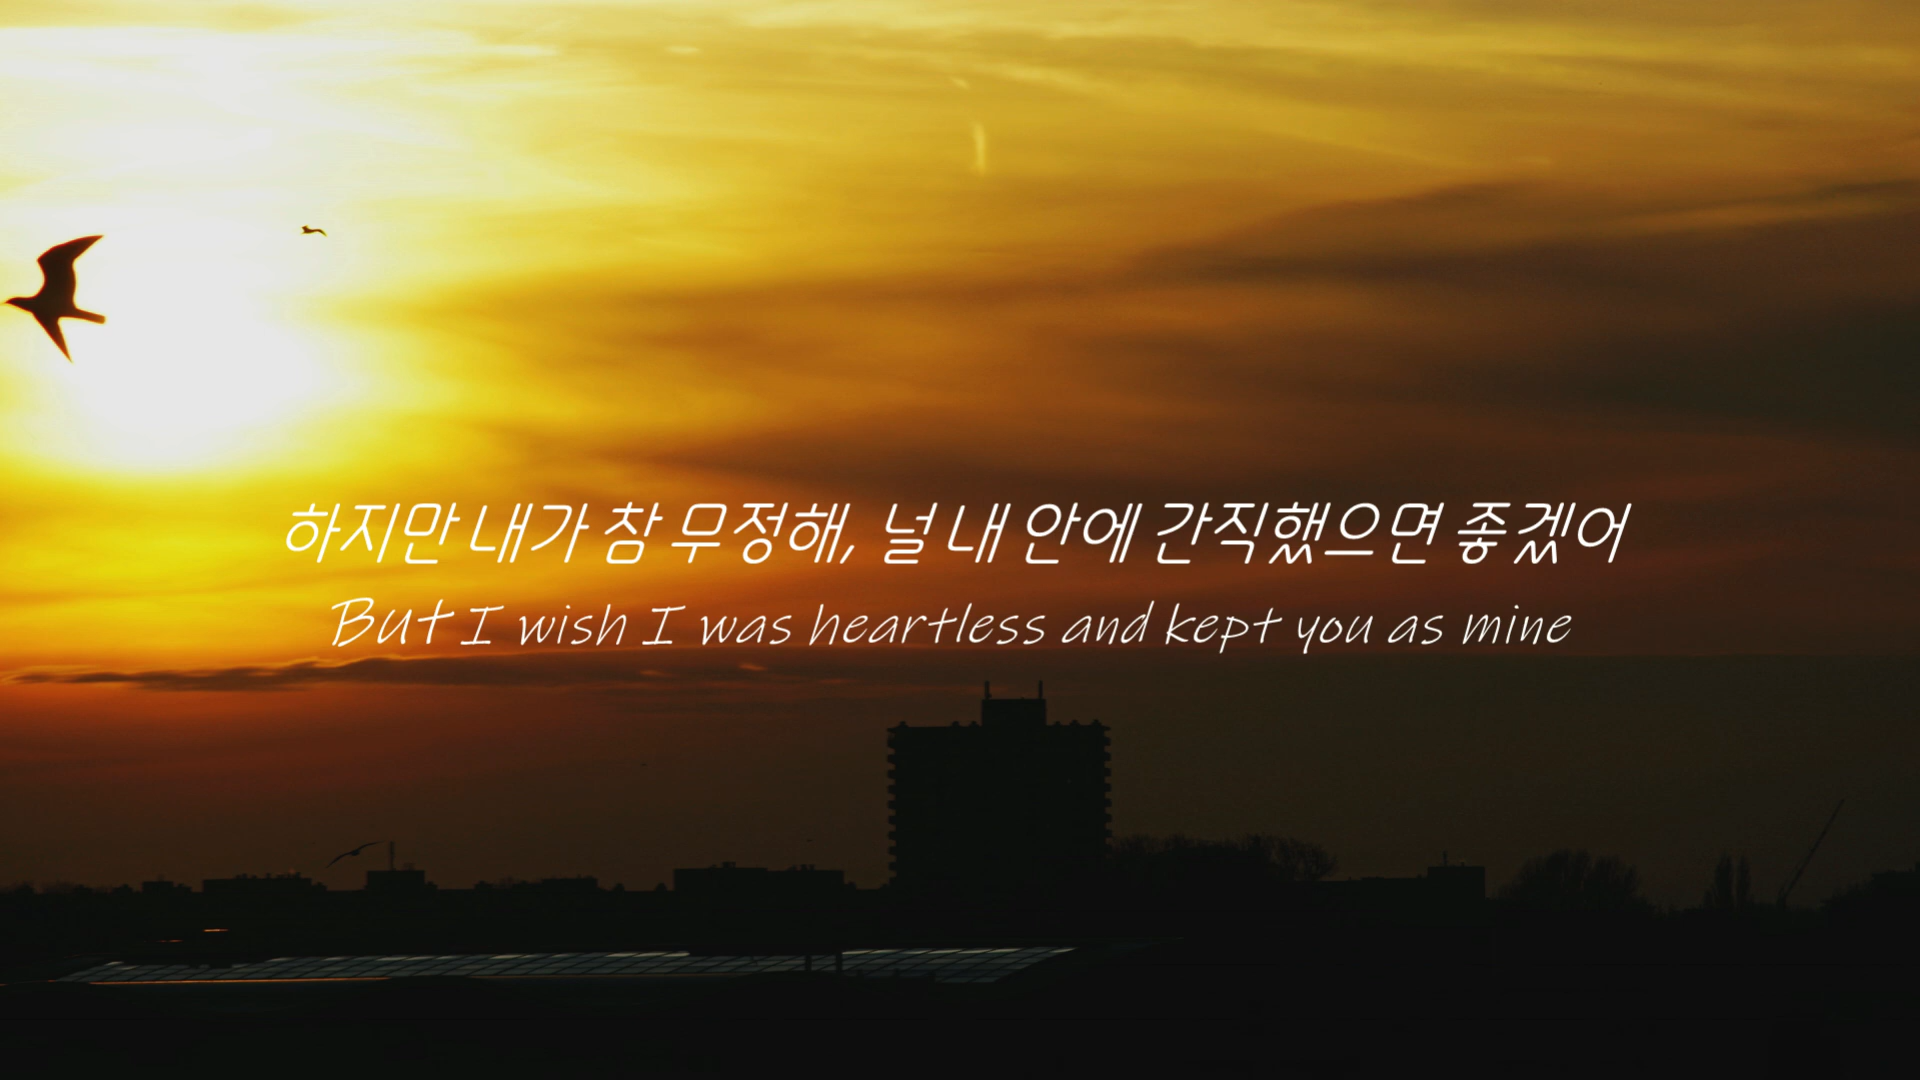 하지만 내가 참 무정해, 널 내 안에 간직했으면 좋겠어
But I wish I was heartless and kept you as mine